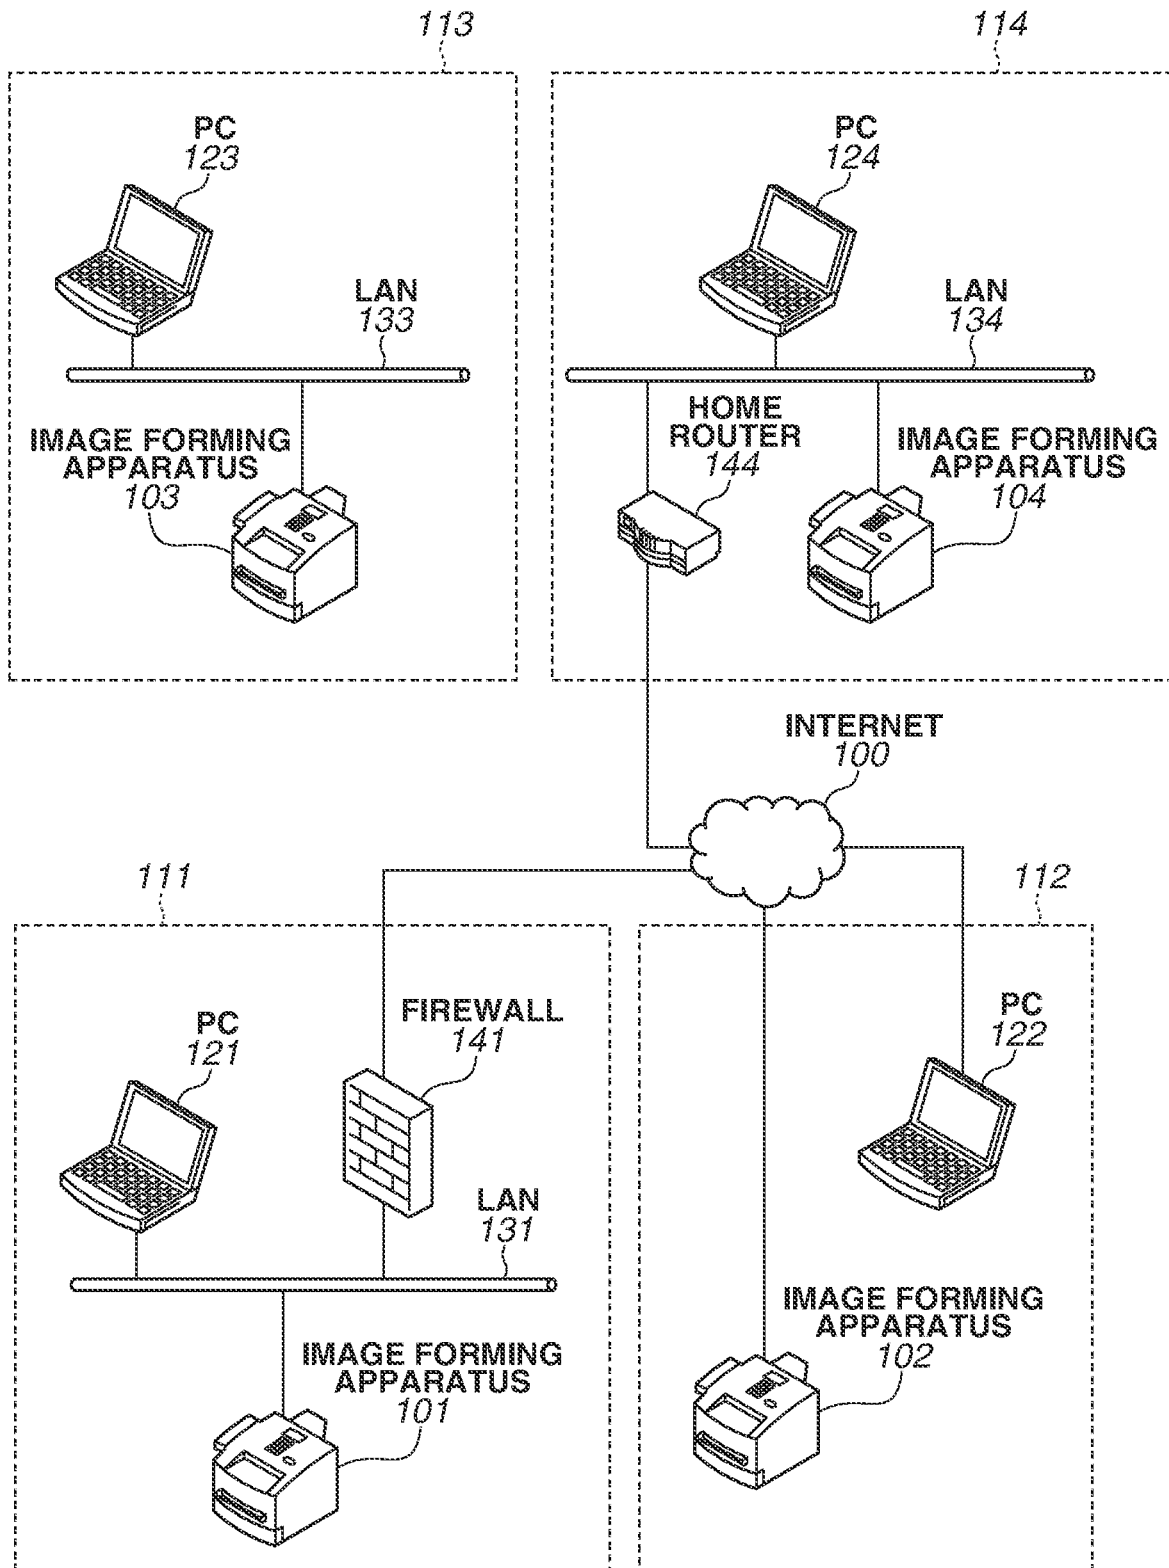 113
114
PC
123
LAN
133
IMAGE FORMING
APPARATUS
103
PC
124
LAN
134
HOME
ROUTER
144
IMAGE FORMING
APPARATUS
104
INTERNET
100
111
112
PC
121
FIREWALL
141
LAN
131
IMAGE FORMING
APPARATUS
101
PC
122
IMAGE FORMING
APPARATUS
102